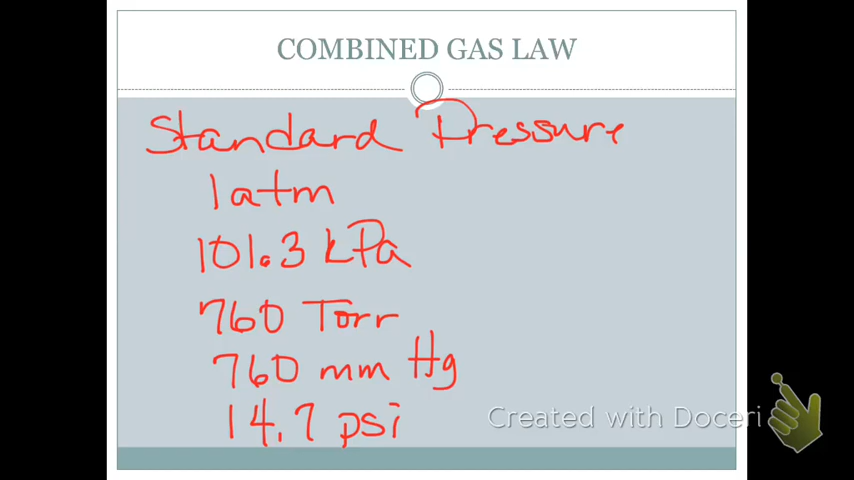 COMBINED GAS LAW
Standard Pressure
1 atm
101.3 kPa
760 Torr
760 mm Hg
14.7 psi
Created with Doceri